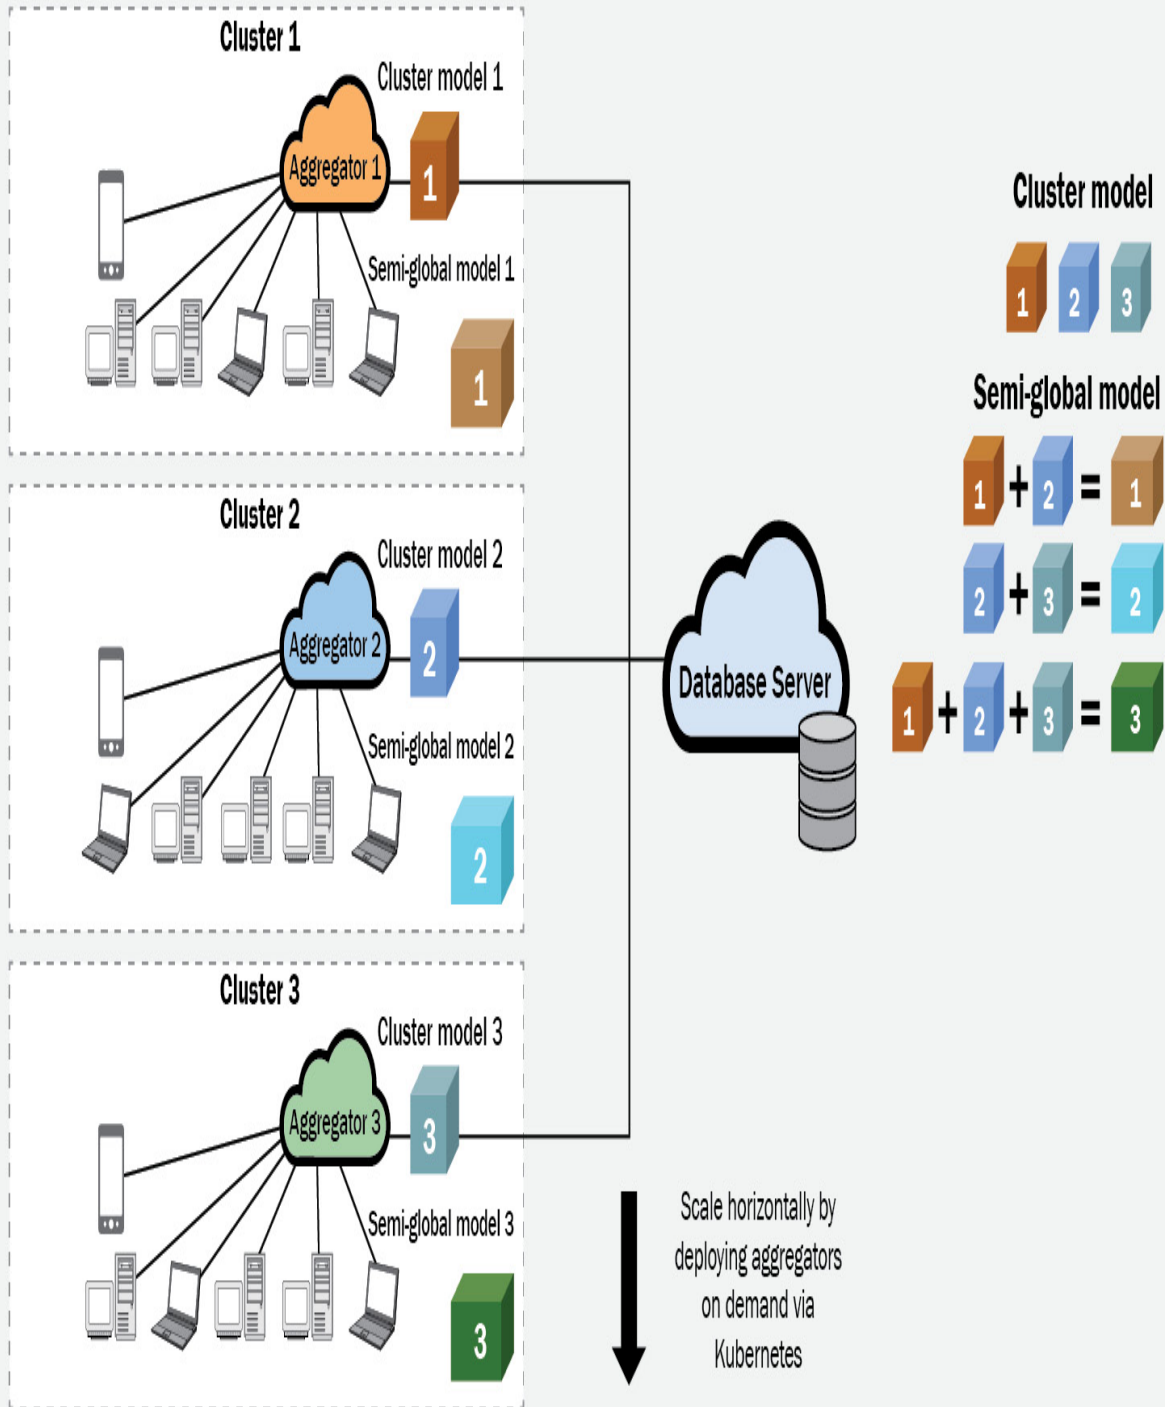 Cluster 1
Cluster model 1
Aggregator 1
1
Semi-global model 1
1
Cluster 2
Cluster model 2
Aggregator 2
2
Semi-global model 2
2
Cluster 3
Cluster model 3
Aggregator 3
3
Semi-global model 3
3
Database Server
Scale horizontally by
deploying aggregators
on demand via
Kubernetes
Cluster model
1 2 3
Semi-global model
1 + 2 = 1
2 + 3 = 2
1 + 2 + 3 = 3